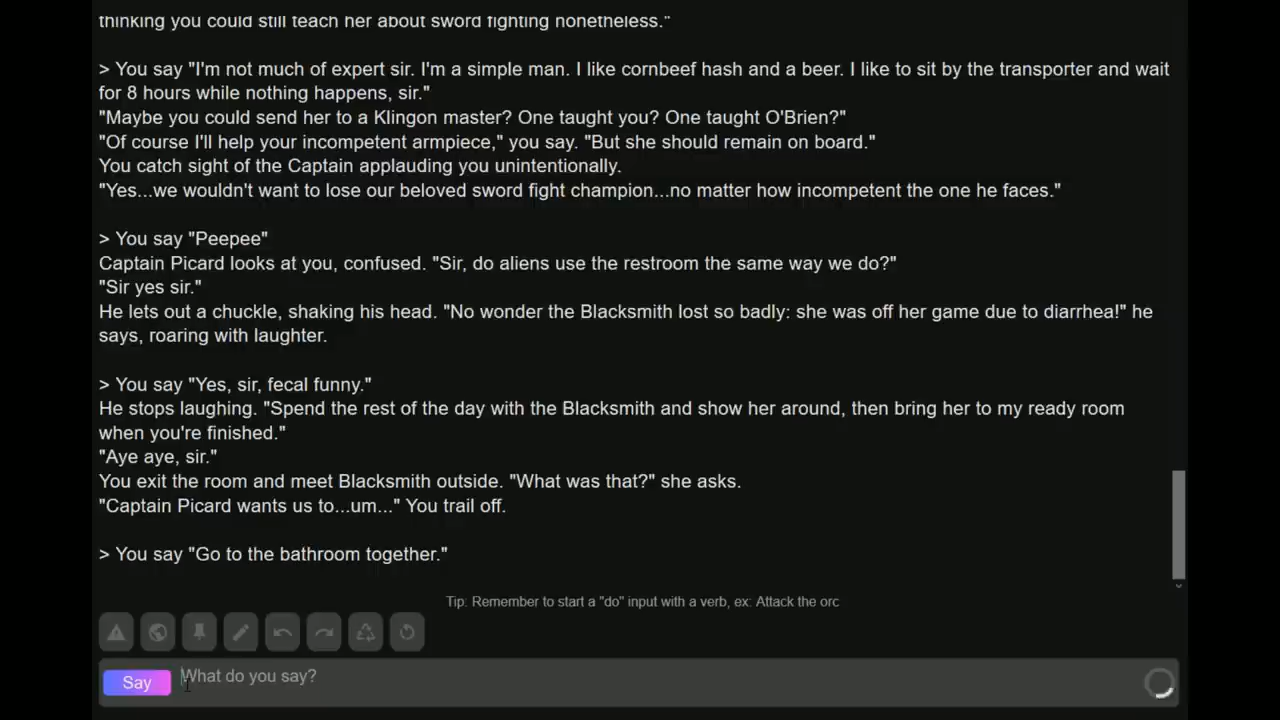 thinking you could still teach her about sword fighting nonetheless."
> You say "I'm not much of expert sir. I'm a simple man. I like cornbeef hash and a beer. I like to sit by the transporter and wait
for 8 hours while nothing happens, sir."
"Maybe you could send her to a Klingon master? One taught you? One taught O'Brien?"
"Of course I'll help your incompetent armpiece," you say. "But she should remain on board."
You catch sight of the Captain applauding you unintentionally.
"Yes...we wouldn't want to lose our beloved sword fight champion...no matter how incompetent the one he faces."
> You say "Peepee"
Captain Picard looks at you, confused. "Sir, do aliens use the restroom the same way we do?"
"Sir yes sir."
He lets out a chuckle, shaking his head. "No wonder the Blacksmith lost so badly: she was off her game due to diarrhea!" he
says, roaring with laughter.
> You say "Yes, sir, fecal funny."
He stops laughing. "Spend the rest of the day with the Blacksmith and show her around, then bring her to my ready room
when you're finished."
"Aye aye, sir."
You exit the room and meet Blacksmith outside. "What was that?" she asks.
"Captain Picard wants us to...um..." You trail off.
> You say "Go to the bathroom together."
Tip: Remember to start a "do" input with a verb, ex: Attack the orc
Say What do you say?